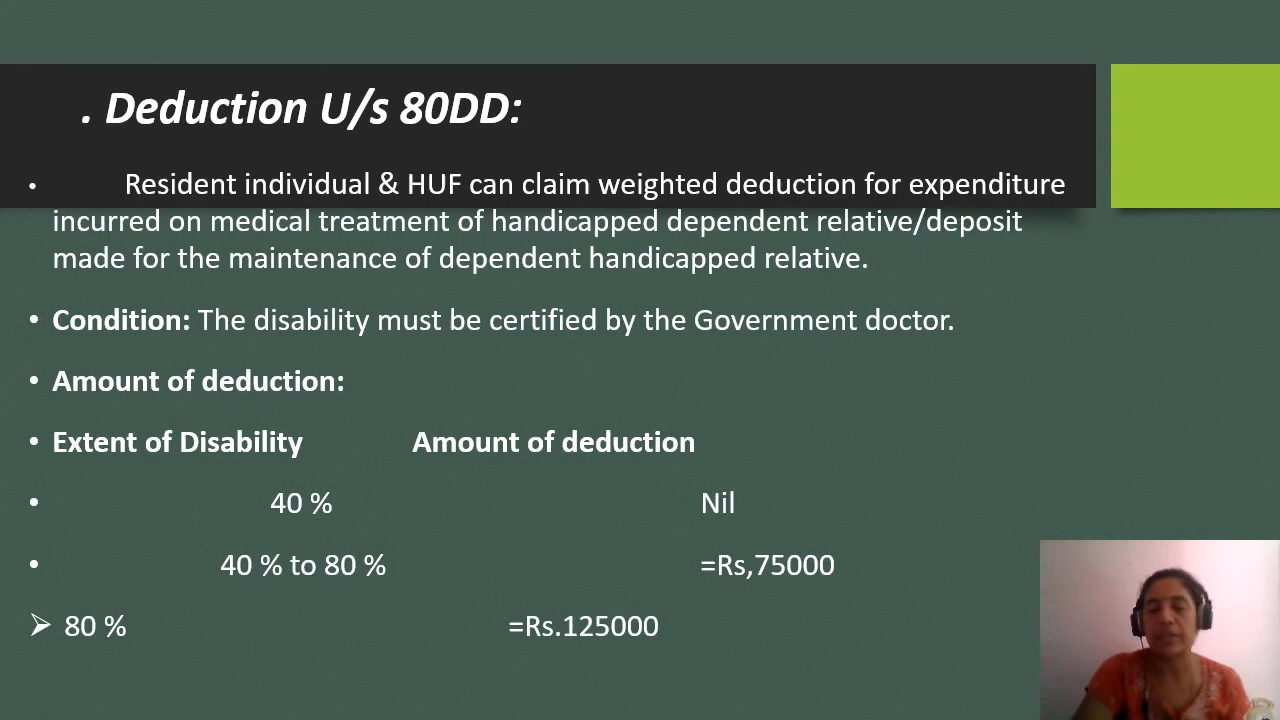 . Deduction U/s 80DD:
• Resident individual & HUF can claim weighted deduction for expenditure
incurred on medical treatment of handicapped dependent relative/deposit
made for the maintenance of dependent handicapped relative.
• Condition: The disability must be certified by the Government doctor.
• Amount of deduction:
• Extent of Disability Amount of deduction
• 40 % Nil
• 40 % to 80 % =Rs,75000
➢ 80 % =Rs.125000